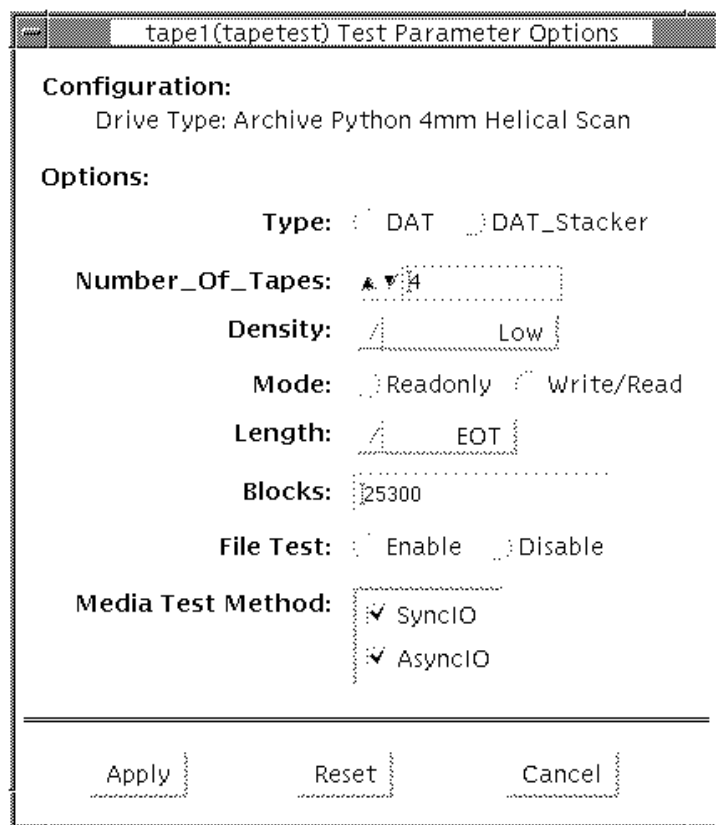 tape1(tapetest) Test Parameter Options
Configuration:
Drive Type: Archive Python 4mm Helical Scan
Options:
Type: DAT DAT_Stacker
Number_Of_Tapes: 4
Density: Low
Mode: Readonly Write/Read
Length: EOT
Blocks: 25300
File Test: Enable Disable
Media Test Method: SyncIO
AsyncIO
Apply Reset Cancel